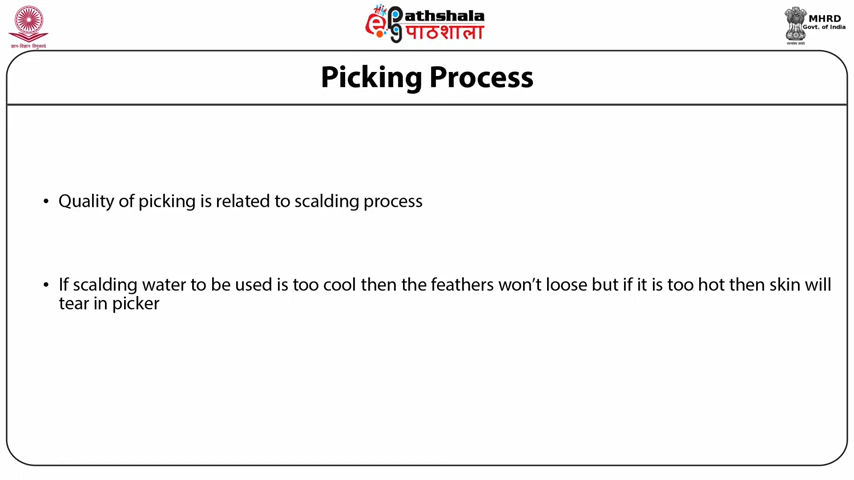 ज्ञान-विज्ञान विमुक्तये
Pathshala
पाठशाला
MHRD
Govt. of India
Picking Process
• Quality of picking is related to scalding process
• If scalding water to be used is too cool then the feathers won’t loose but if it is too hot then skin will
tear in picker